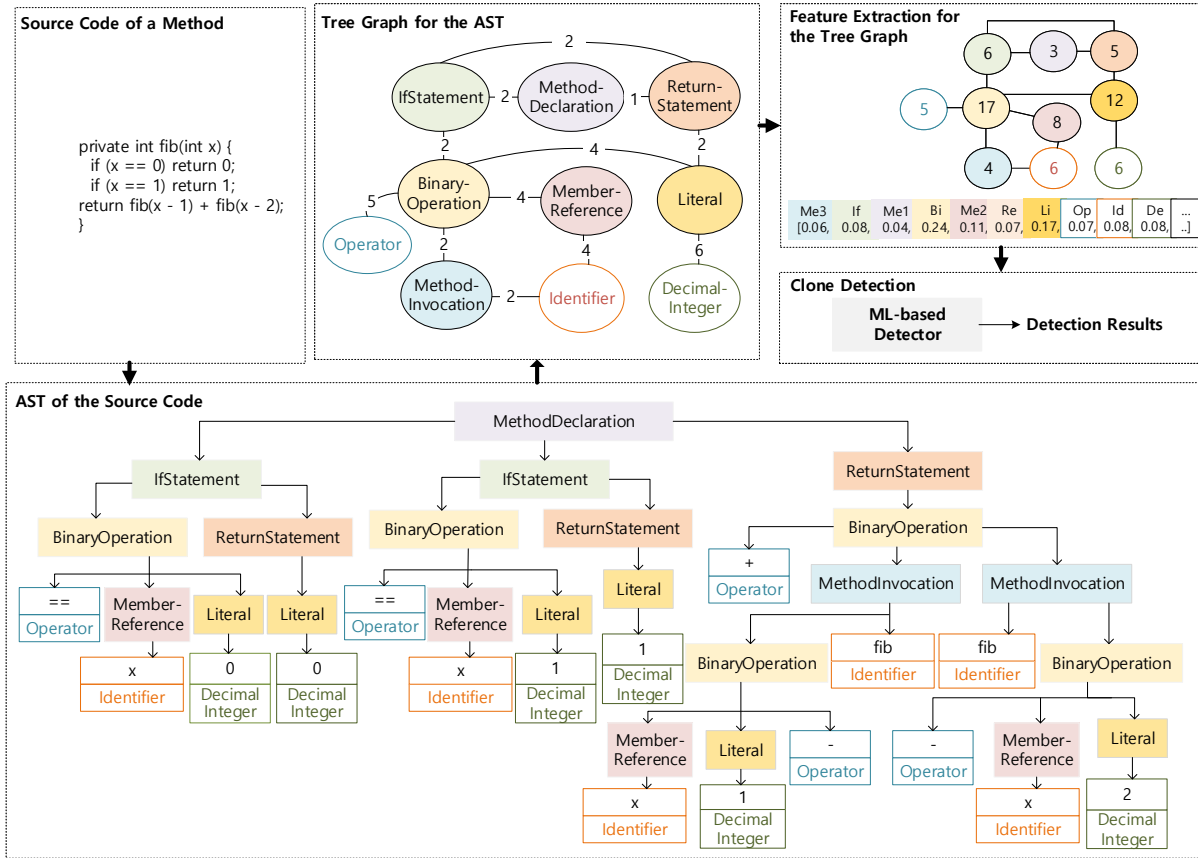 Source Code of a Method
private int fib(int x) {
if (x == 0) return 0;
if (x == 1) return 1;
return fib(x - 1) + fib(x - 2);
}
Tree Graph for the AST
2
IfStatement
2
Method-
Declaration
1
Return-
Statement
2
2
4
Binary-
Operation
4
Member-
Reference
Literal
5
Operator
2
4
6
Method-
Invocation
2
Identifier
Decimal-
Integer
Feature Extraction for
the Tree Graph
6
3
5
5
17
12
8
4
6
6
Me3 If Me1 Bi Me2 Re Li Op Id De ...
[0.06, 0.08, 0.04, 0.24, 0.11, 0.07, 0.17, 0.07, 0.08, 0.08, ..]
Clone Detection
ML-based
Detector
Detection Results
AST of the Source Code
MethodDeclaration
IfStatement
IfStatement
ReturnStatement
BinaryOperation
ReturnStatement
BinaryOperation
ReturnStatement
BinaryOperation
==
Operator
Member-
Reference
Literal
Literal
==
Operator
Member-
Reference
Literal
Literal
+
Operator
MethodInvocation
MethodInvocation
x
Identifier
0
Decimal
Integer
0
Decimal
Integer
x
Identifier
1
Decimal
Integer
1
Decimal
Integer
BinaryOperation
fib
Identifier
fib
Identifier
BinaryOperation
Member-
Reference
Literal
-
Operator
-
Operator
Member-
Reference
Literal
x
Identifier
1
Decimal
Integer
x
Identifier
2
Decimal
Integer